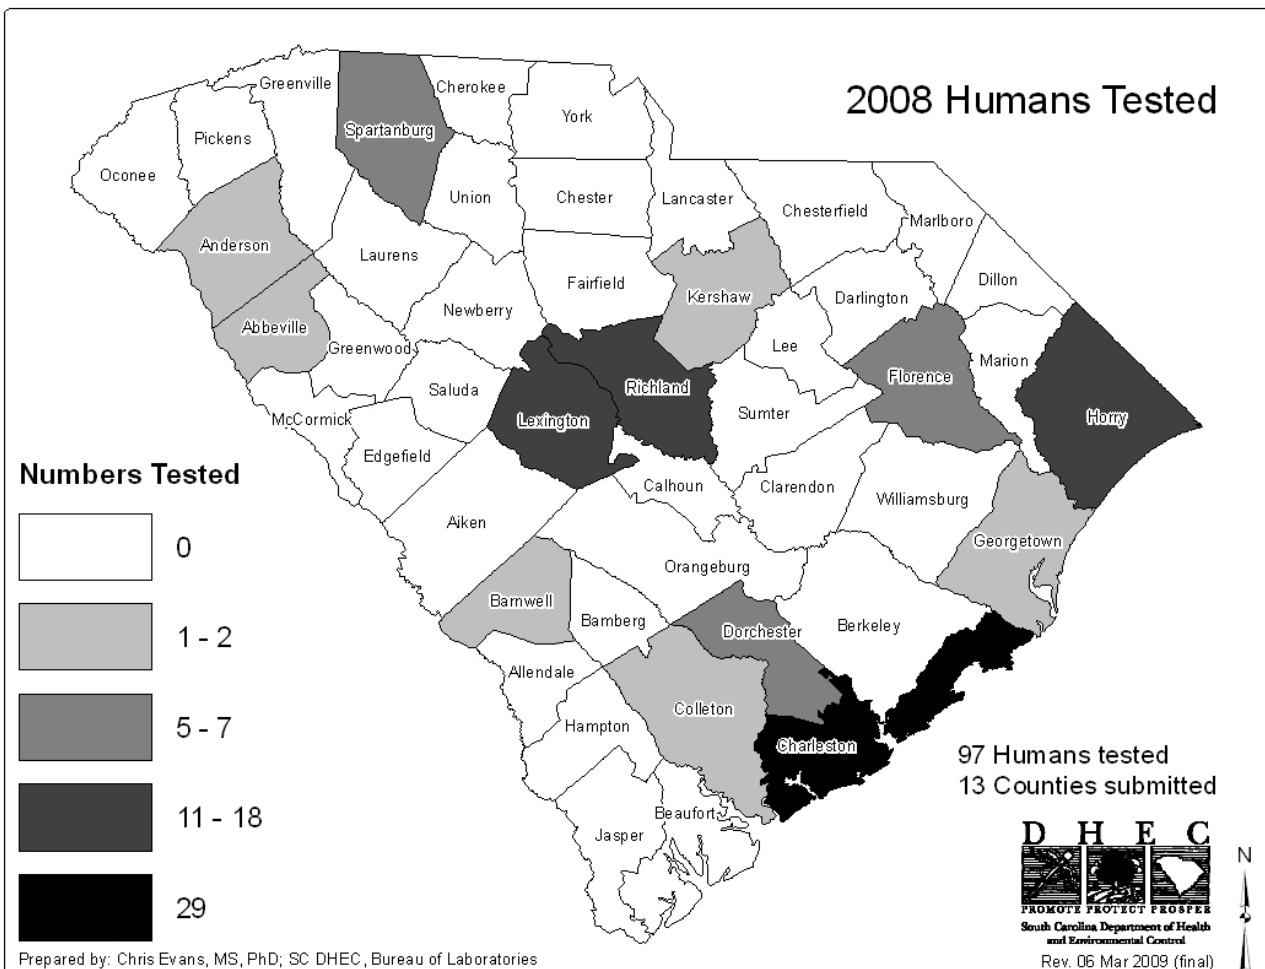 2008 Humans Tested
Greenville
Cherokee
York
Spartanburg
Pickens
Oconee
Union
Chester
Lancaster
Chesterfield
Marlboro
Anderson
Laurens
Fairfield
Kershaw
Darlington
Dillon
Abbeville
Newberry
Greenwood
Lee
Marion
Saluda
Richland
Florence
McCormick
Lexington
Sumter
Horry
Edgefield
Calhoun
Clarendon
Williamsburg
Aiken
Georgetown
Orangeburg
Barnwell
Bamberg
Dorchester
Berkeley
Allendale
Hampton
Colleton
Charleston
Beaufort
Jasper
Numbers Tested
0
1 - 2
5 - 7
11 - 18
29
97 Humans tested
13 Counties submitted
D H E C
PROMOTE PROTECT PROSPER
South Carolina Department of Health
and Environmental Control
N
Rev. 06 Mar 2009 (final)
Prepared by: Chris Evans, MS, PhD; SC DHEC, Bureau of Laboratories